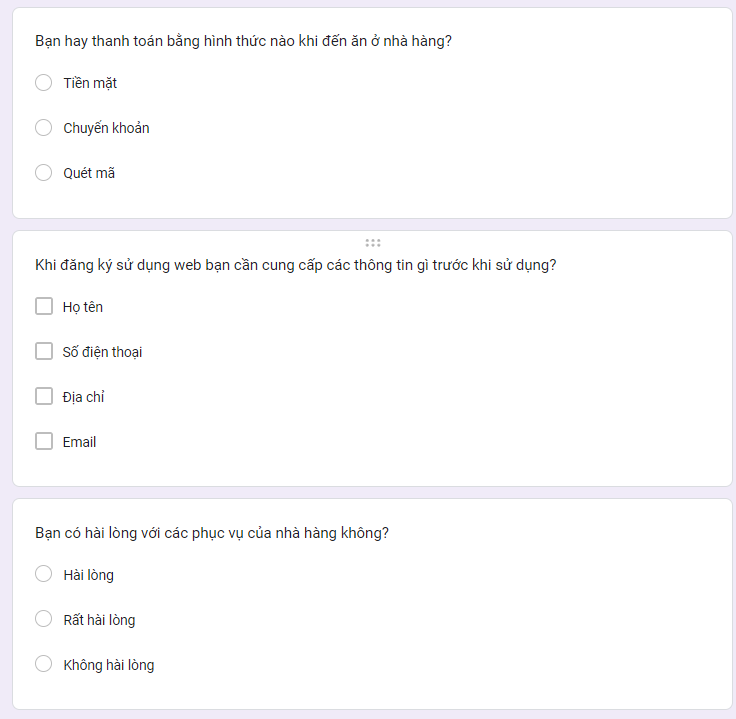 Bạn hay thanh toán bằng hình thức nào khi đến ăn ở nhà hàng?
Tiền mặt
Chuyển khoản
Quét mã
Khi đăng ký sử dụng web bạn cần cung cấp các thông tin gì trước khi sử dụng?
Họ tên
Số điện thoại
Địa chỉ
Email
Bạn có hài lòng với các phục vụ của nhà hàng không?
Hài lòng
Rất hài lòng
Không hài lòng